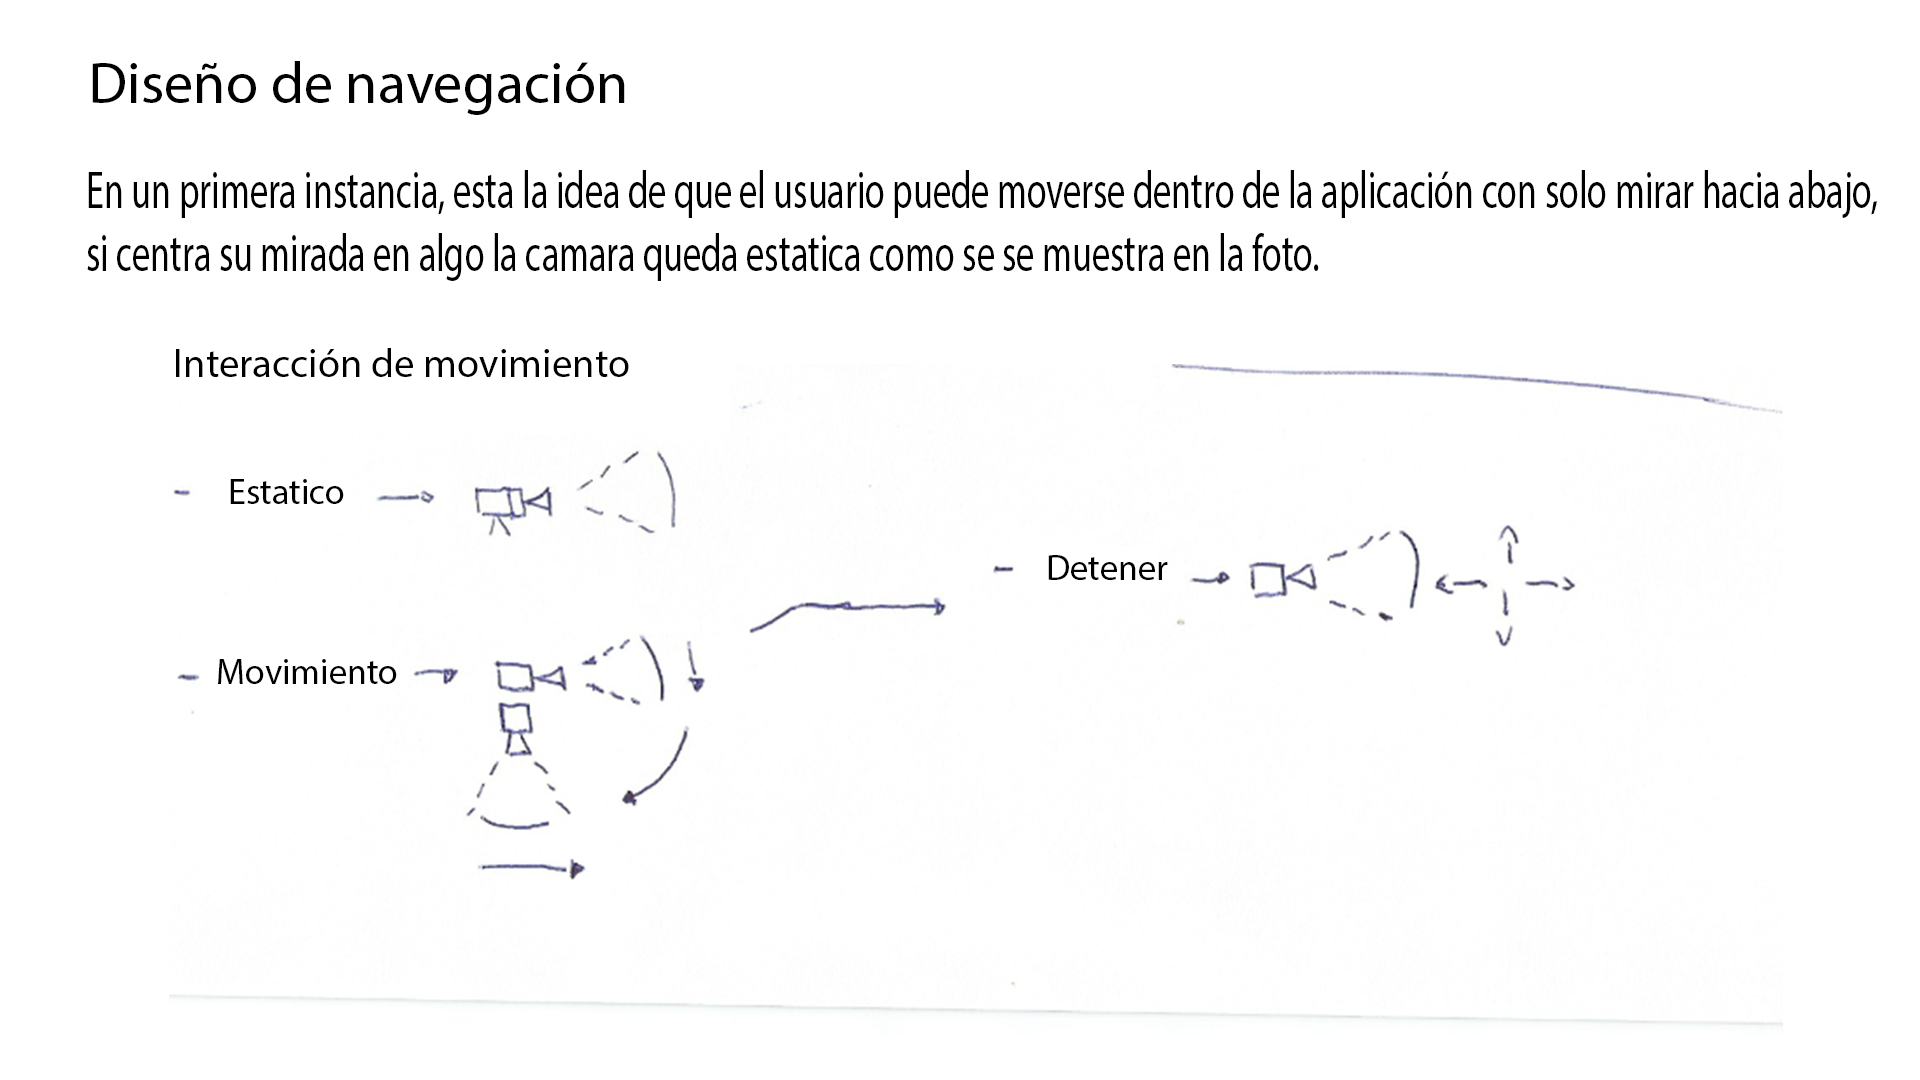 Diseño de navegación
En un primera instancia, esta la idea de que el usuario puede moverse dentro de la aplicación con solo mirar hacia abajo,
si centra su mirada en algo la camara queda estatica como se se muestra en la foto.
Interacción de movimiento
- Estatico
- Detener
- Movimiento